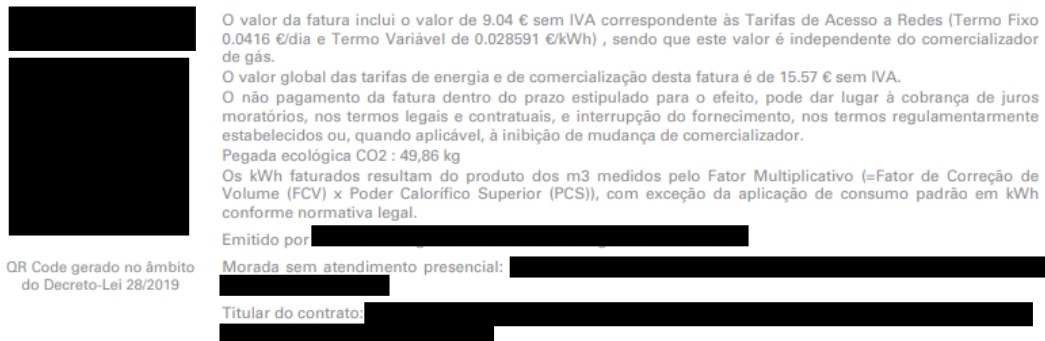 O valor da fatura inclui o valor de 9.04 € sem IVA correspondente às Tarifas de Acesso a Redes (Termo Fixo
0.0416 €/dia e Termo Variável de 0.028591 €/kWh) , sendo que este valor é independente do comercializador
de gás.
O valor global das tarifas de energia e de comercialização desta fatura é de 15.57 € sem IVA.
O não pagamento da fatura dentro do prazo estipulado para o efeito, pode dar lugar à cobrança de juros
moratórios, nos termos legais e contratuais, e interrupção do fornecimento, nos termos regulamentarmente
estabelecidos ou, quando aplicável, à inibição de mudança de comercializador.
Pegada ecológica CO2 : 49,86 kg
Os kWh faturados resultam do produto dos m3 medidos pelo Fator Multiplicativo (=Fator de Correção de
Volume (FCV) x Poder Calorífico Superior (PCS)), com exceção da aplicação de consumo padrão em kWh
conforme normativa legal.
Emitido por
Morada sem atendimento presencial:
Titular do contrato:
QR Code gerado no âmbito
do Decreto-Lei 28/2019